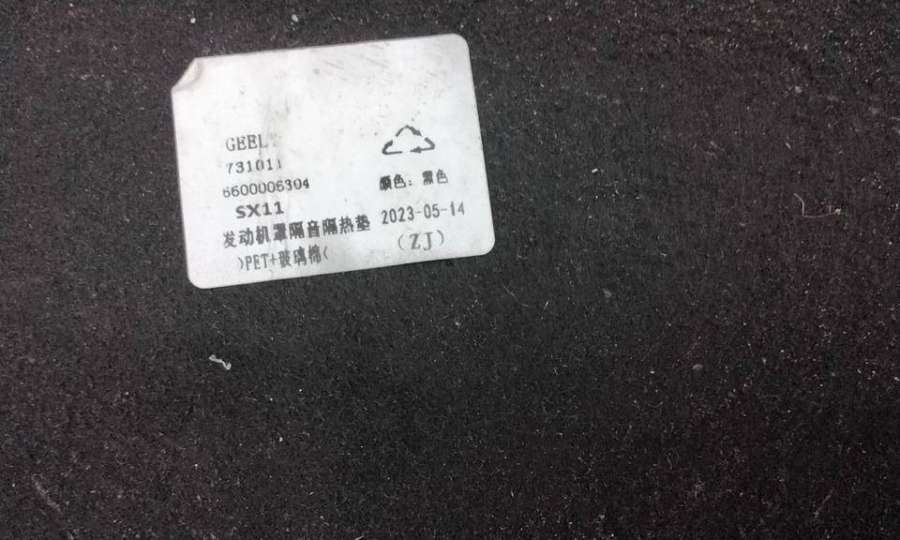 GEELY
731011
6600006304
SX11
发动机罩隔音隔热垫
>PET+玻璃棉<
颜色：黑色
2023-05-14
(ZJ)